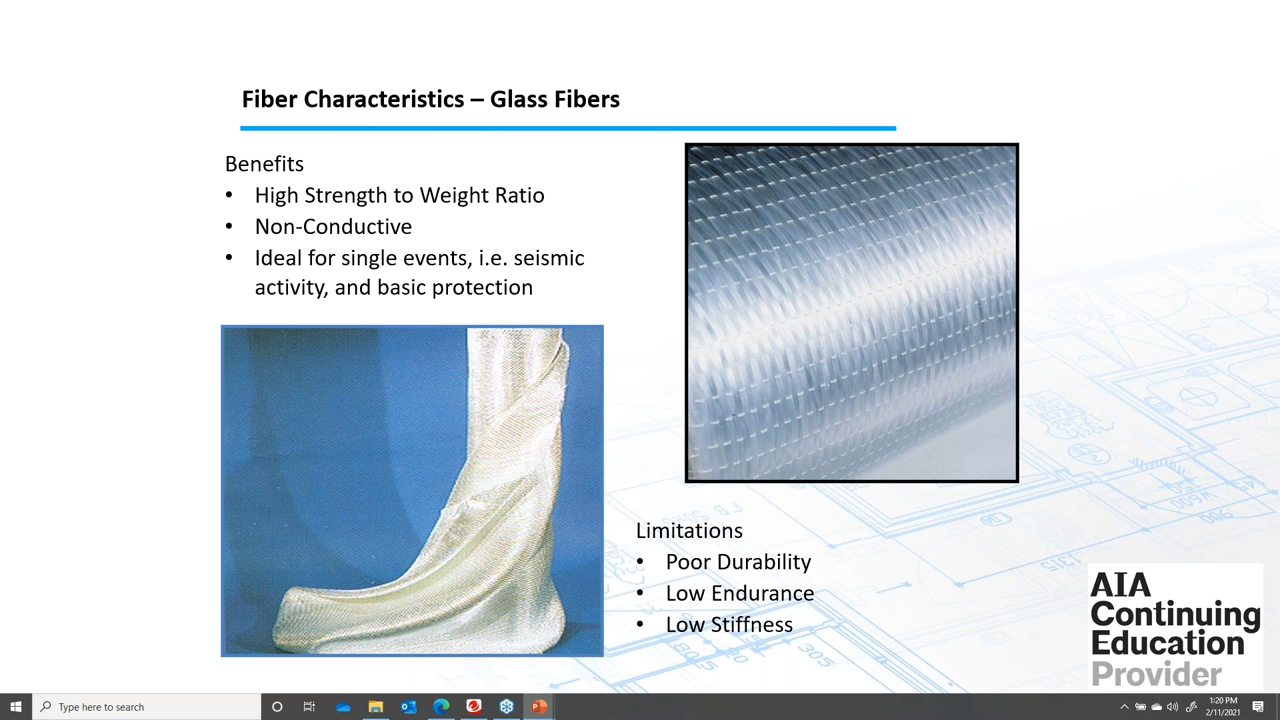 Fiber Characteristics – Glass Fibers
Benefits
• High Strength to Weight Ratio
• Non-Conductive
• Ideal for single events, i.e. seismic
activity, and basic protection
Limitations
• Poor Durability
• Low Endurance
• Low Stiffness
AIA
Continuing
Education
Provider
305
1315
Type here to search
1:20 PM
2/11/2021